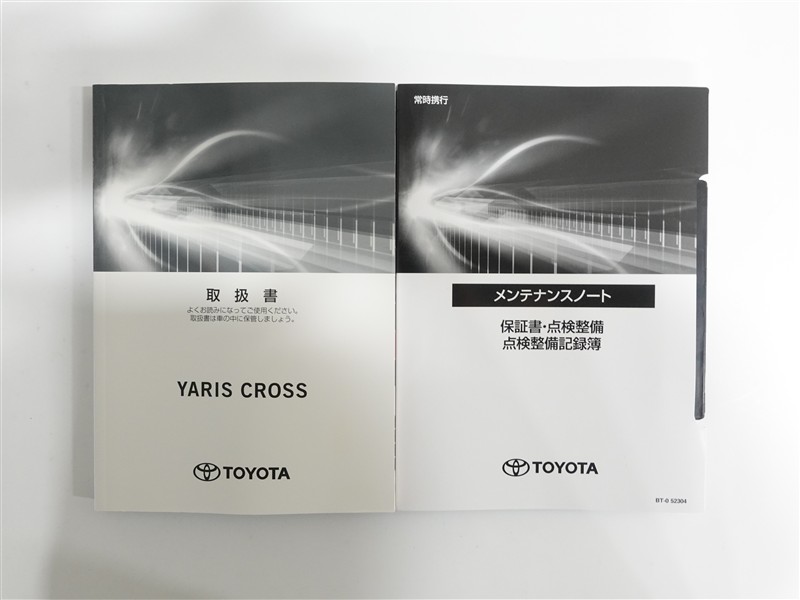 取扱書
よくお読みになってご使用ください。
取扱書は車の中に保管しましょう。
YARIS CROSS
TOYOTA
常時携行
メンテナンスノート
保証書・点検整備
点検整備記録簿
TOYOTA
BT-0 52304